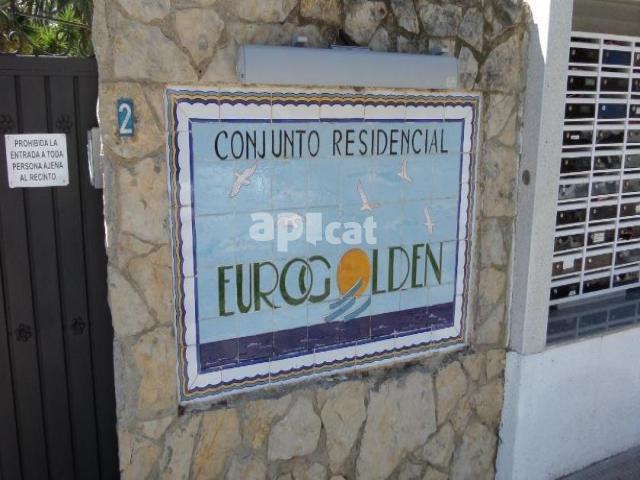 2
PROHIBIDA LA
ENTRADA A TODA
PERSONA AJENA
AL RECINTO
CONJUNTO RESIDENCIAL
apicat
EUROGOLDEN